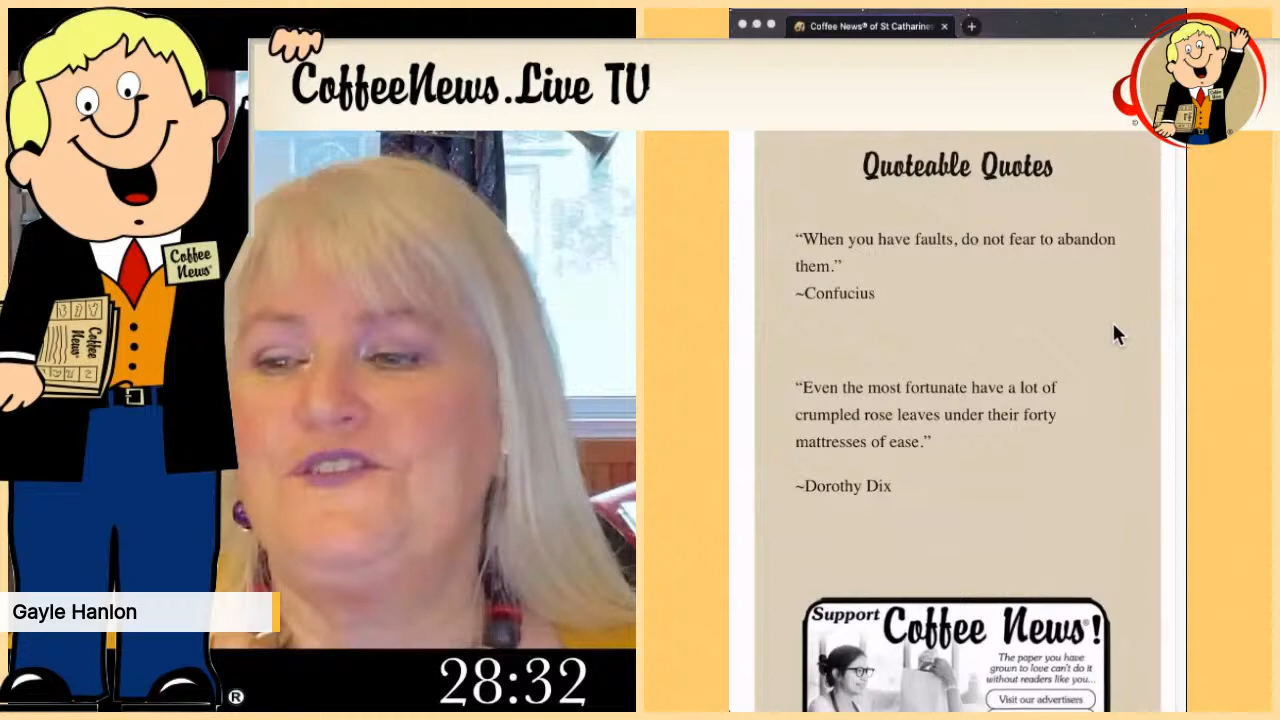 Coffee News® of St Catharines
CoffeeNews.Live TV
Coffee
News
Coffee
News
Quoteable Quotes
“When you have faults, do not fear to abandon
them.”
~Confucius
“Even the most fortunate have a lot of
crumpled rose leaves under their forty
mattresses of ease.”
~Dorothy Dix
Gayle Hanlon
28:32
®
Support Coffee News®!
The paper you have
grown to love can't do it
without readers like you...
Visit our advertisers